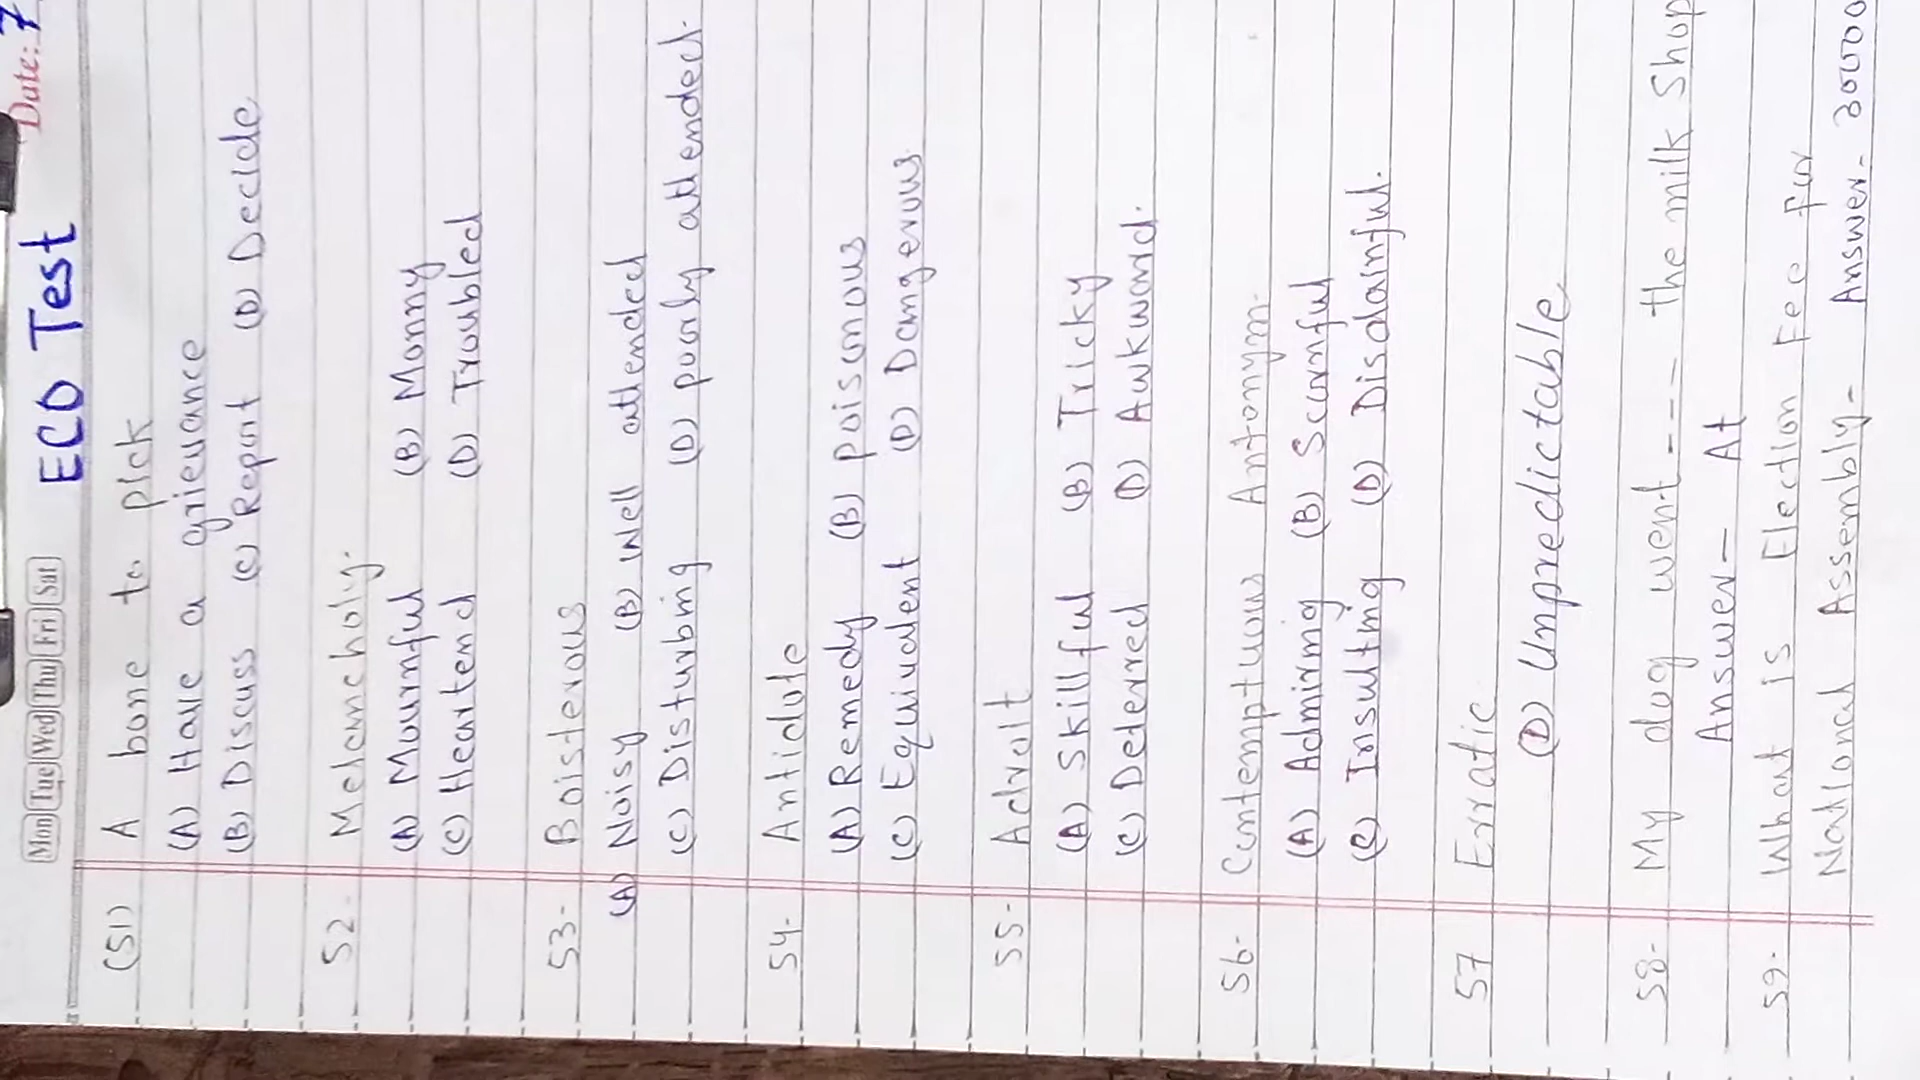 Mon Tue Wed Thu Fri Sat
ECO Test
Date: 7
(51) A bone to pick
(A) Have a grievance
(B) Discuss (C) Report (D) Decide
52- Melancholy.
(A) Mournful (B) Monny
(C) Heartend (D) Troubled
53- Boisterous
(A) Noisy (B) Well attended
(C) Disturbing (D) poorly attended.
54- Antidote
(A) Remedy (B) poisonous
(C) Equivalent (D) Dangerous.
55- Adroit
(A) Skillful (B) Tricky
(C) Detered (D) Awkward.
56- Contemptuous Antonym.
(A) Admiring (B) Scornful
(C) Insulting (D) Disdainful.
57 Erratic
(D) Unpredictable
58- My dog went ---- the milk Shop
Answer- At
59- What is Election Fee for
National Assembly- Answer- 30000